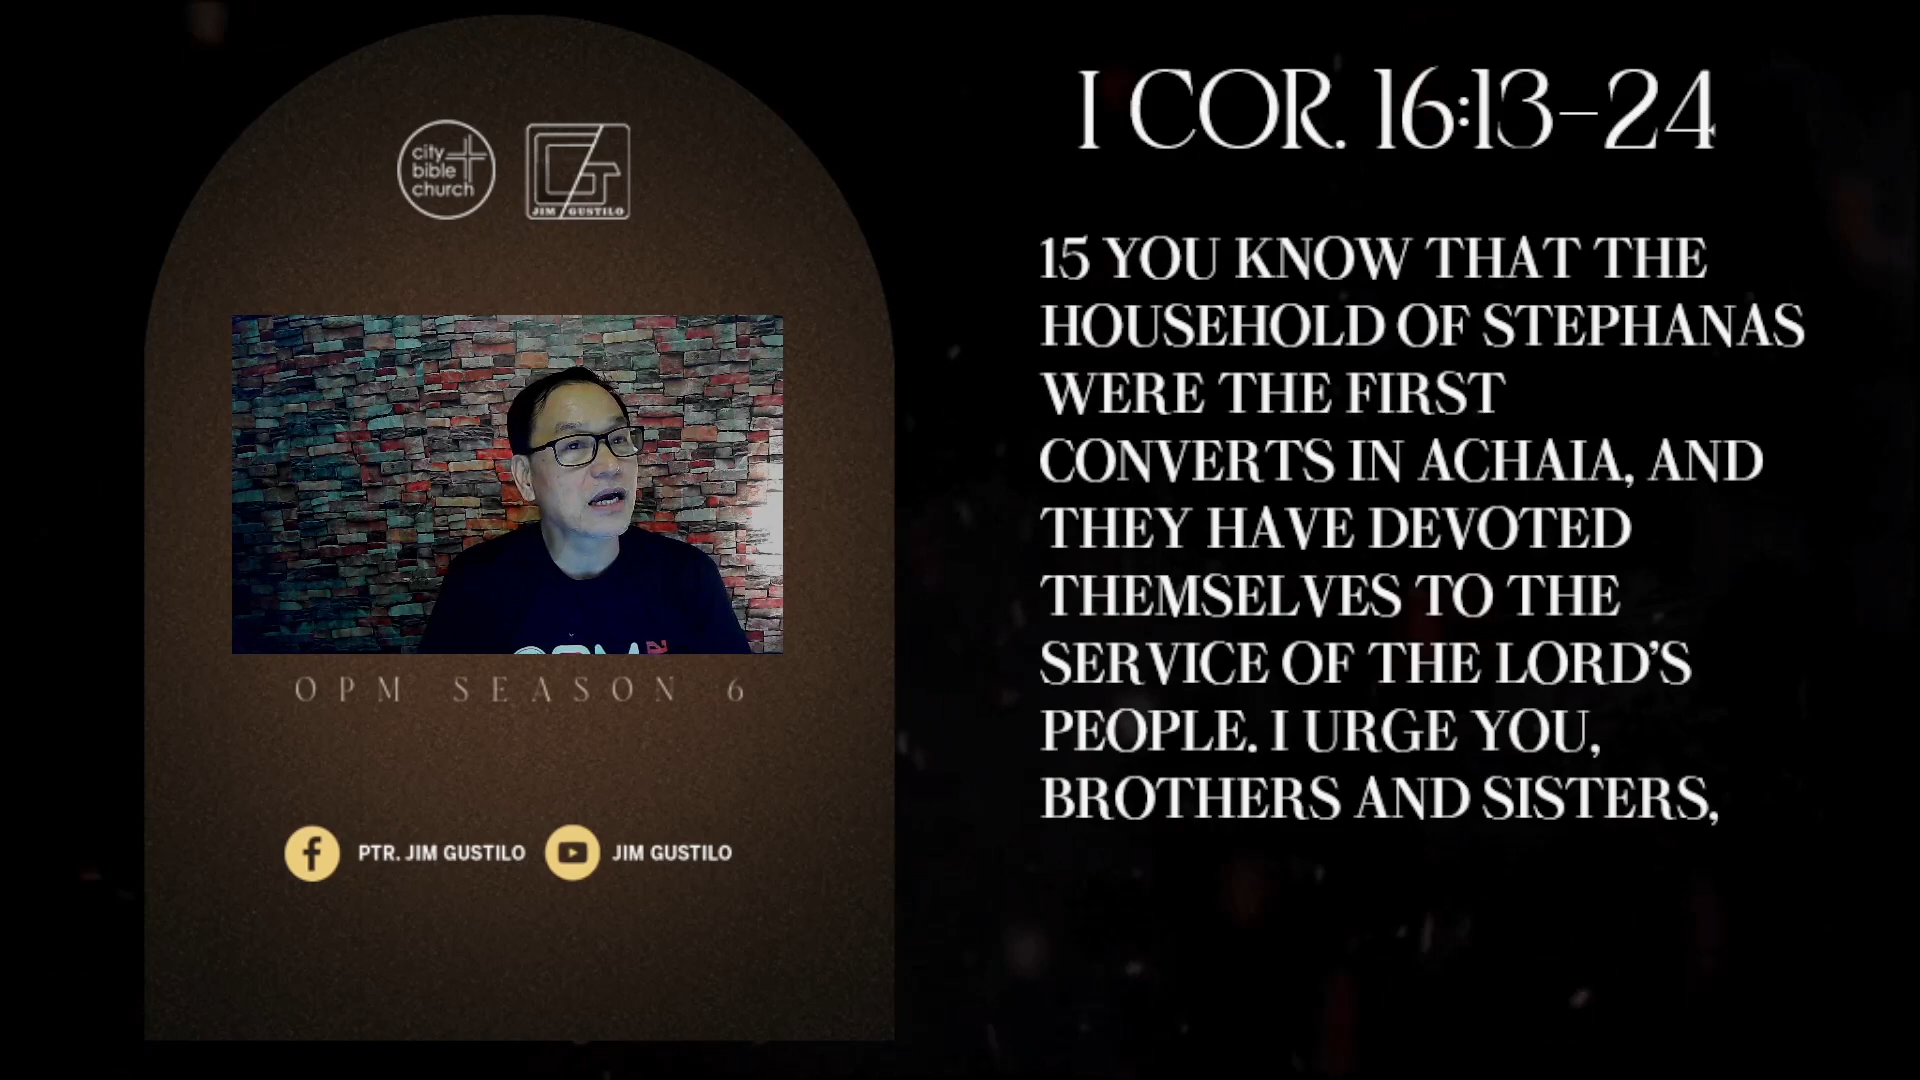 city
bible
church
JIM GUSTILO
OPM SEASON 6
PTR. JIM GUSTILO
JIM GUSTILO
I COR. 16:13-24
15 YOU KNOW THAT THE
HOUSEHOLD OF STEPHANAS
WERE THE FIRST
CONVERTS IN ACHAIA, AND
THEY HAVE DEVOTED
THEMSELVES TO THE
SERVICE OF THE LORD’S
PEOPLE. I URGE YOU,
BROTHERS AND SISTERS,